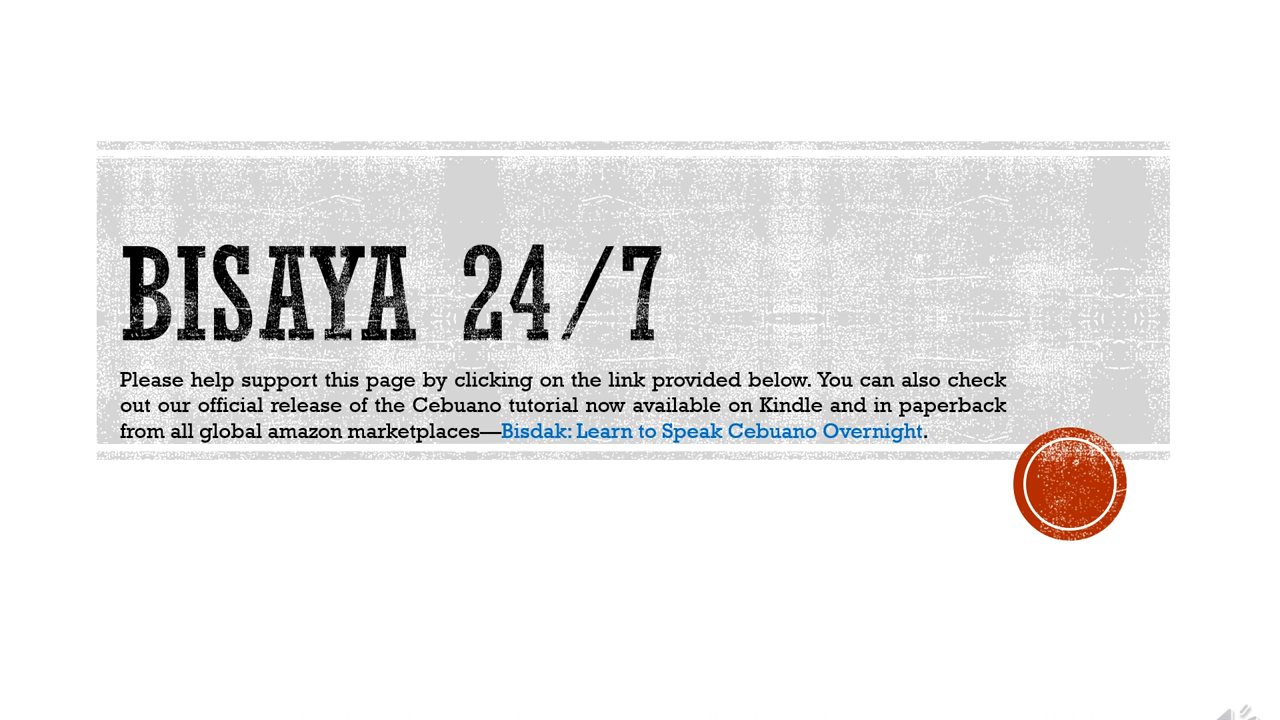 BISAYA 24/7
Please help support this page by clicking on the link provided below. You can also check
out our official release of the Cebuano tutorial now available on Kindle and in paperback
from all global amazon marketplaces—Bisdak: Learn to Speak Cebuano Overnight.